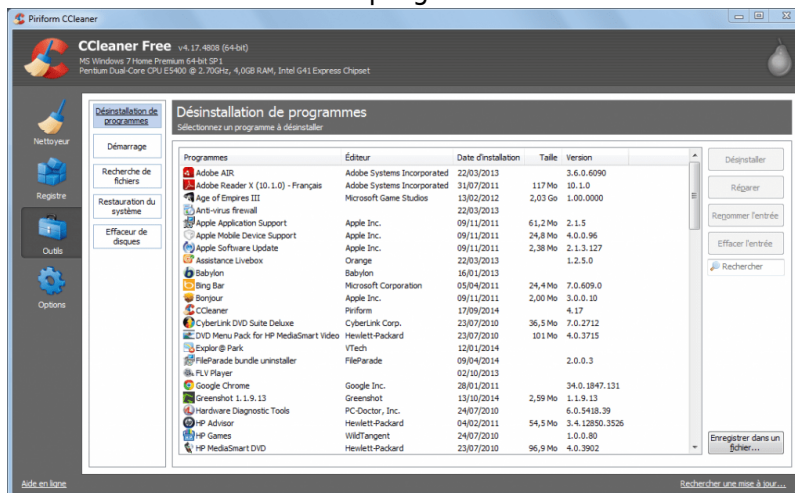 Piriform CCleaner
CCleaner Free v4.17.4808 (64-bit)
MS Windows 7 Home Premium 64-bit SP1
Pentium Dual-Core CPU E5400 @ 2.70GHz, 4,0GB RAM, Intel G41 Express Chipset
Nettoyeur
Registre
Outils
Options
Désinstallation de
programmes
Démarrage
Recherche de
fichiers
Restauration du
système
Effaceur de
disques
Désinstallation de programmes
Sélectionnez un programme à désinstaller
Programmes Éditeur Date d'installation Taille Version
Adobe AIR Adobe Systems Incorporated 22/03/2013 3.6.0.6090
Adobe Reader X (10.1.0) - Français Adobe Systems Incorporated 31/07/2011 117 Mo 10.1.0
Age of Empires III Microsoft Game Studios 13/02/2012 2,03 Go 1.00.0000
Anti-virus firewall 22/03/2013
Apple Application Support Apple Inc. 09/11/2011 61,2 Mo 2.1.5
Apple Mobile Device Support Apple Inc. 09/11/2011 24,8 Mo 4.0.0.96
Apple Software Update Apple Inc. 09/11/2011 2,38 Mo 2.1.3.127
Assistance Livebox Orange 22/03/2013 1.2.5.0
Babylon Babylon 16/01/2013
Bing Bar Microsoft Corporation 05/04/2011 24,4 Mo 7.0.609.0
Bonjour Apple Inc. 09/11/2011 2,00 Mo 3.0.0.10
CCleaner Piriform 17/09/2014 4.17
CyberLink DVD Suite Deluxe CyberLink Corp. 23/07/2010 36,5 Mo 7.0.2712
DVD Menu Pack for HP MediaSmart Video Hewlett-Packard 23/07/2010 101 Mo 4.0.3715
Explor@ Park VTech 12/01/2014
FileParade bundle uninstaller FileParade 09/04/2014 2.0.0.3
FLV Player 02/10/2013
Google Chrome Google Inc. 28/01/2011 34.0.1847.131
Greenshot 1.1.9.13 Greenshot 13/10/2014 2,59 Mo 1.1.9.13
Hardware Diagnostic Tools PC-Doctor, Inc. 24/07/2010 6.0.5418.39
HP Advisor Hewlett-Packard 04/02/2011 54,5 Mo 3.4.12850.3526
HP Games WildTangent 24/07/2010 1.0.0.80
HP MediaSmart DVD Hewlett-Packard 23/07/2010 96,9 Mo 4.0.3902
Désinstaller
Réparer
Renommer l'entrée
Effacer l'entrée
Rechercher
Enregistrer dans un
fichier...
Aide en ligne
Rechercher une mise à jour...